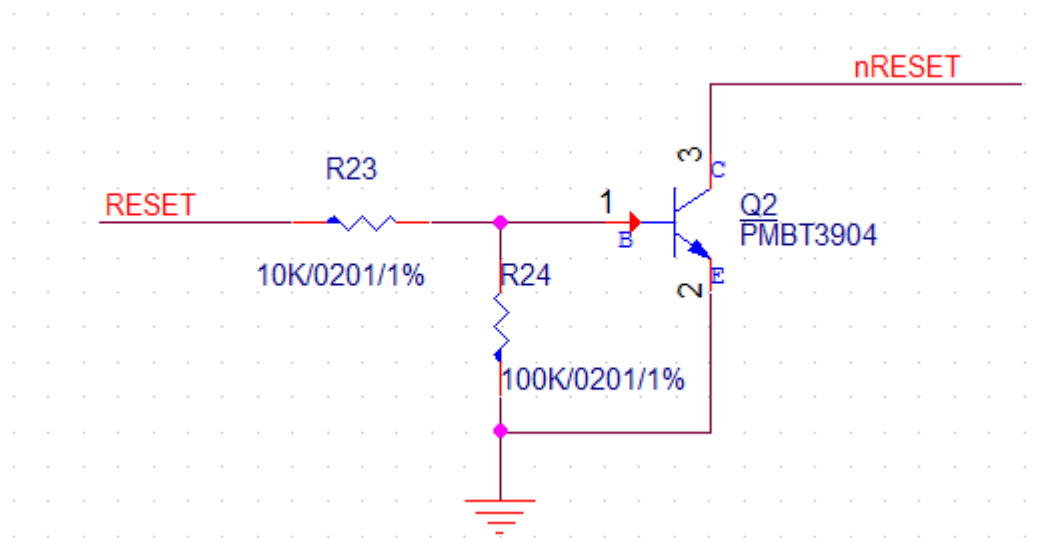 nRESET
R23
3
C
RESET
1
Q2
B
PMBT3904
10K/0201/1%
R24
E
2
100K/0201/1%